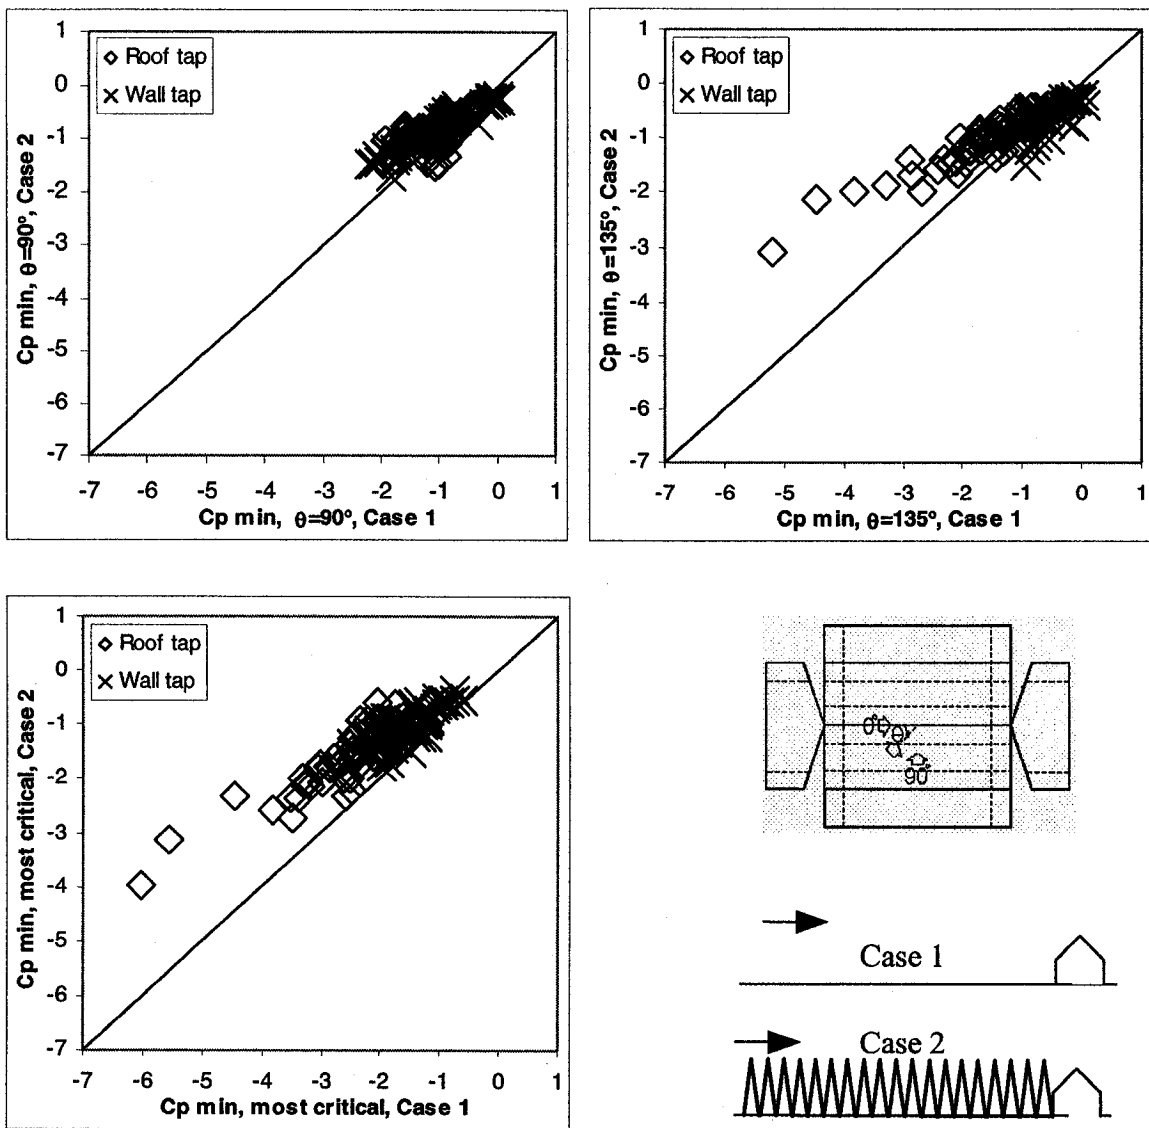 1
0
-1
-2
-3
-4
-5
-6
-7
Roof tap
Wall tap
Cp min, θ=90º, Case 2
-7 -6 -5 -4 -3 -2 -1 0 1
Cp min, θ=90º, Case 1
1
0
-1
-2
-3
-4
-5
-6
-7
Roof tap
Wall tap
Cp min, θ=135º, Case 2
-7 -6 -5 -4 -3 -2 -1 0 1
Cp min, θ=135º, Case 1
1
0
-1
-2
-3
-4
-5
-6
-7
Roof tap
Wall tap
Cp min, most critical, Case 2
-7 -6 -5 -4 -3 -2 -1 0 1
Cp min, most critical, Case 1
0°
θ
90°
Case 1
Case 2